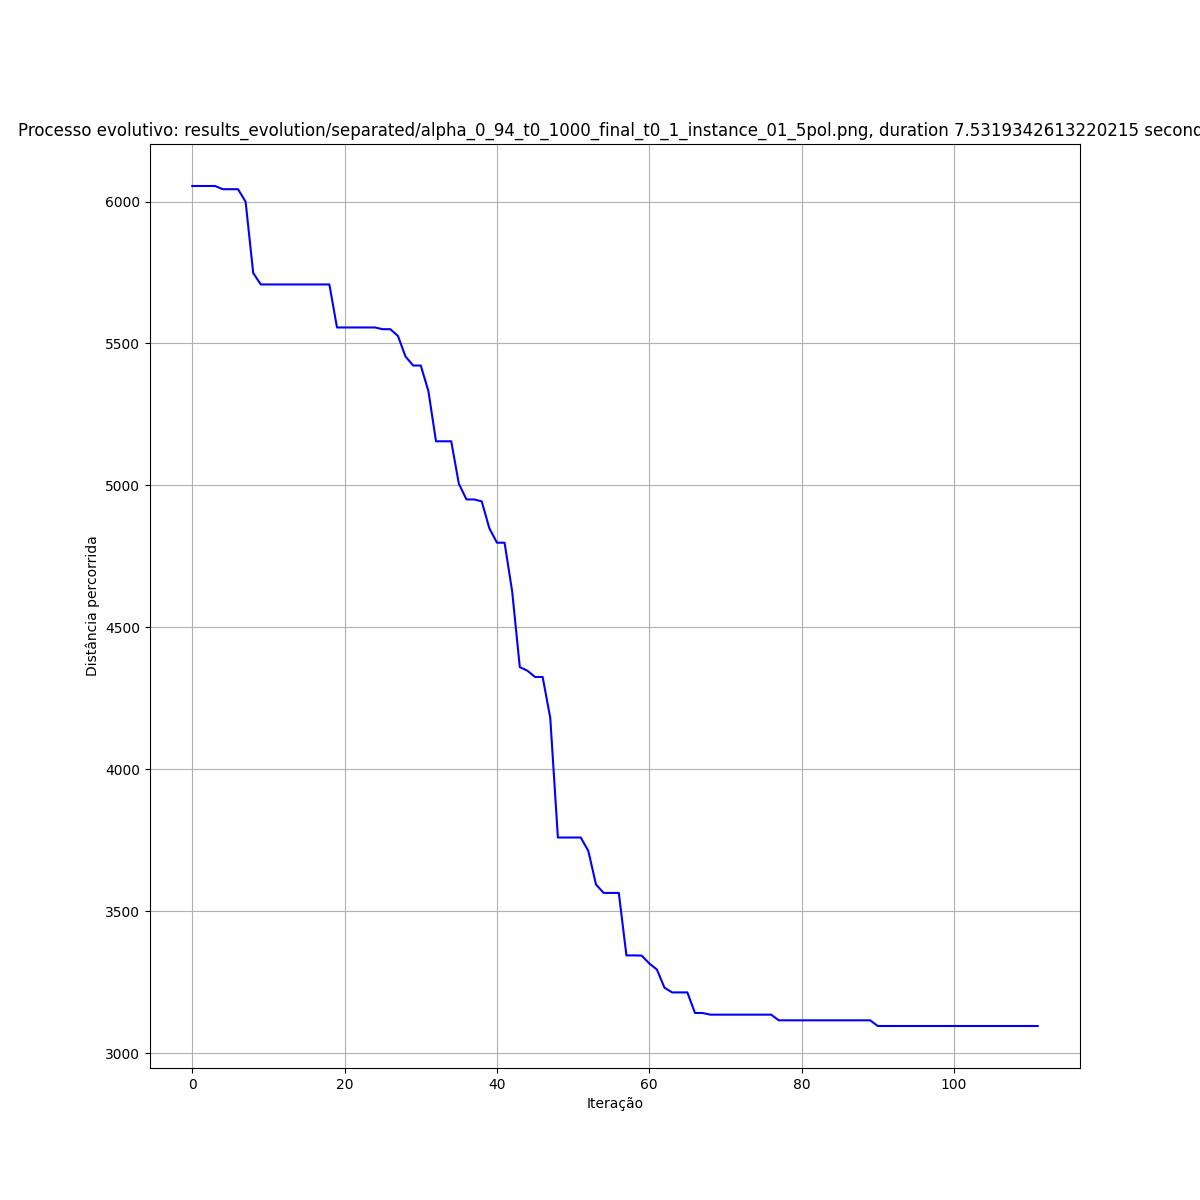 Processo evolutivo: results_evolution/separated/alpha_0_94_t0_1000_final_t0_1_instance_01_5pol.png, duration 7.5319342613220215 second
6000
5500
5000
4500
4000
3500
3000
Distância percorrida
0 20 40 60 80 100
Iteração